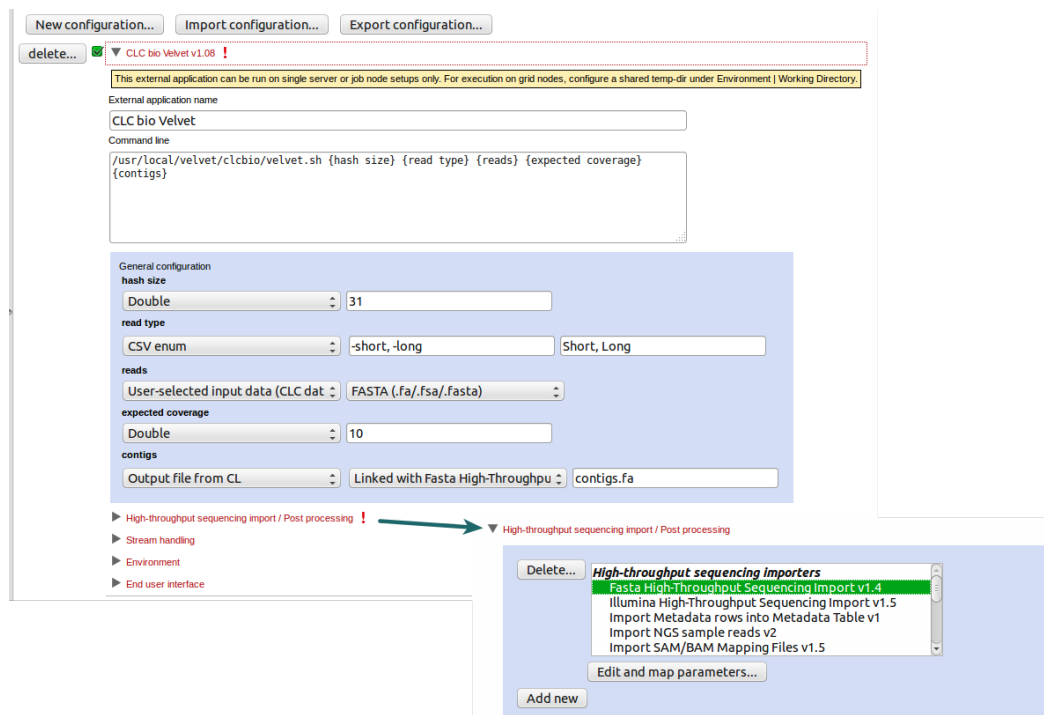 New configuration... Import configuration... Export configuration...
delete... CLC bio Velvet v1.08 !
This external application can be run on single server or job node setups only. For execution on grid nodes, configure a shared temp-dir under Environment | Working Directory.
External application name
CLC bio Velvet
Command line
/usr/local/velvet/clcbio/velvet.sh {hash size} {read type} {reads} {expected coverage}
{contigs}
General configuration
hash size
Double 31
read type
CSV enum -short, -long Short, Long
reads
User-selected input data (CLC dat FASTA (.fa/.fsa/.fasta)
expected coverage
Double 10
contigs
Output file from CL Linked with Fasta High-Throughpu contigs.fa
High-throughput sequencing import / Post processing !
Stream handling
Environment
End user interface
High-throughput sequencing import / Post processing
Delete... High-throughput sequencing importers
Fasta High-Throughput Sequencing Import v1.4
Illumina High-Throughput Sequencing Import v1.5
Import Metadata rows into Metadata Table v1
Import NGS sample reads v2
Import SAM/BAM Mapping Files v1.5
Edit and map parameters...
Add new